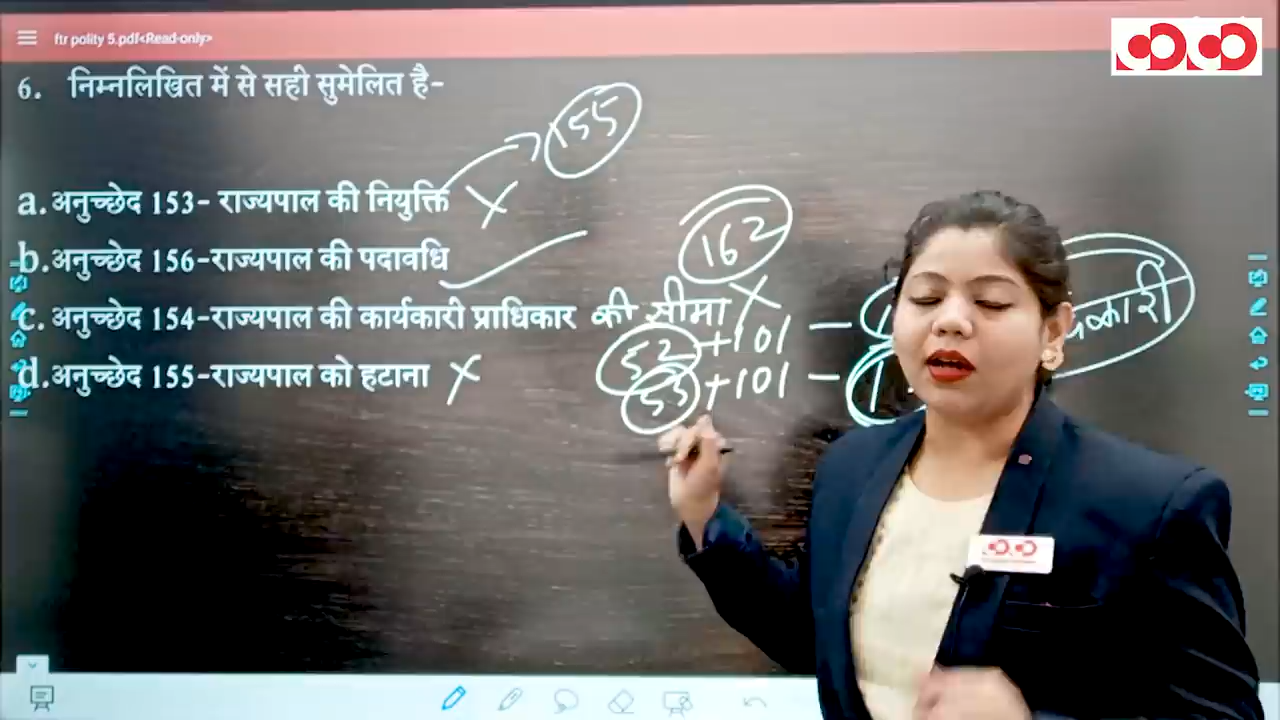 ftr polity 5.pdf<Read-only>
6. निम्नलिखित में से सही सुमेलित है-
155
a.अनुच्छेद 153- राज्यपाल की नियुक्ति ×
162
b.अनुच्छेद 156-राज्यपाल की पदावधि
c.अनुच्छेद 154-राज्यपाल की कार्यकारी प्राधिकार की सीमा ×
52 +101 -
d.अनुच्छेद 155-राज्यपाल को हटाना ×
53 +101 - 1